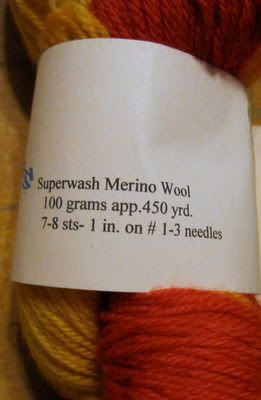 Superwash Merino Wool
100 grams app.450 yrd.
7-8 sts- 1 in. on # 1-3 needles